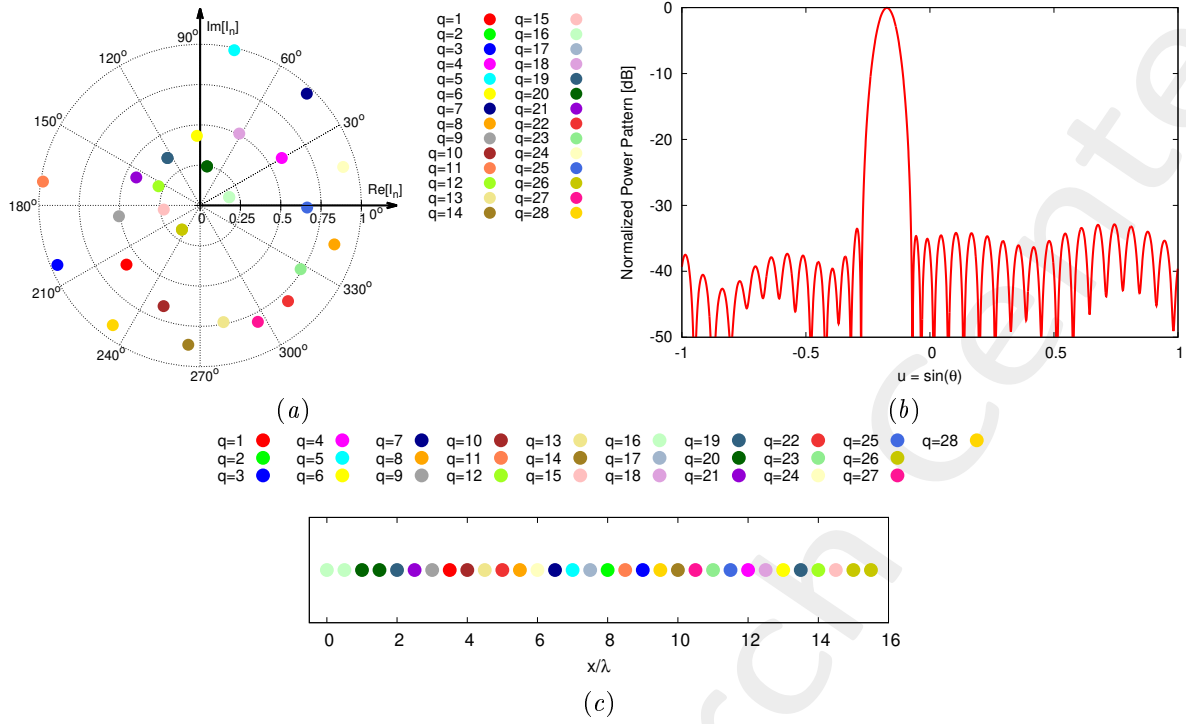 Im[Iₙ]
90°
120°
60°
150°
30°
180°
Re[Iₙ]
0 0.25 0.5 0.75 1 0°
210°
330°
240°
300°
270°
q=1 q=15
q=2 q=16
q=3 q=17
q=4 q=18
q=5 q=19
q=6 q=20
q=7 q=21
q=8 q=22
q=9 q=23
q=10 q=24
q=11 q=25
q=12 q=26
q=13 q=27
q=14 q=28
(a)
Normalized Power Pattern [dB]
0
-10
-20
-30
-40
-50
-1 -0.5 0 0.5 1
u = sin(θ)
(b)
q=1 q=4 q=7 q=10 q=13 q=16 q=19 q=22 q=25 q=28
q=2 q=5 q=8 q=11 q=14 q=17 q=20 q=23 q=26
q=3 q=6 q=9 q=12 q=15 q=18 q=21 q=24 q=27
0 2 4 6 8 10 12 14 16
x/λ
(c)
rch Cente